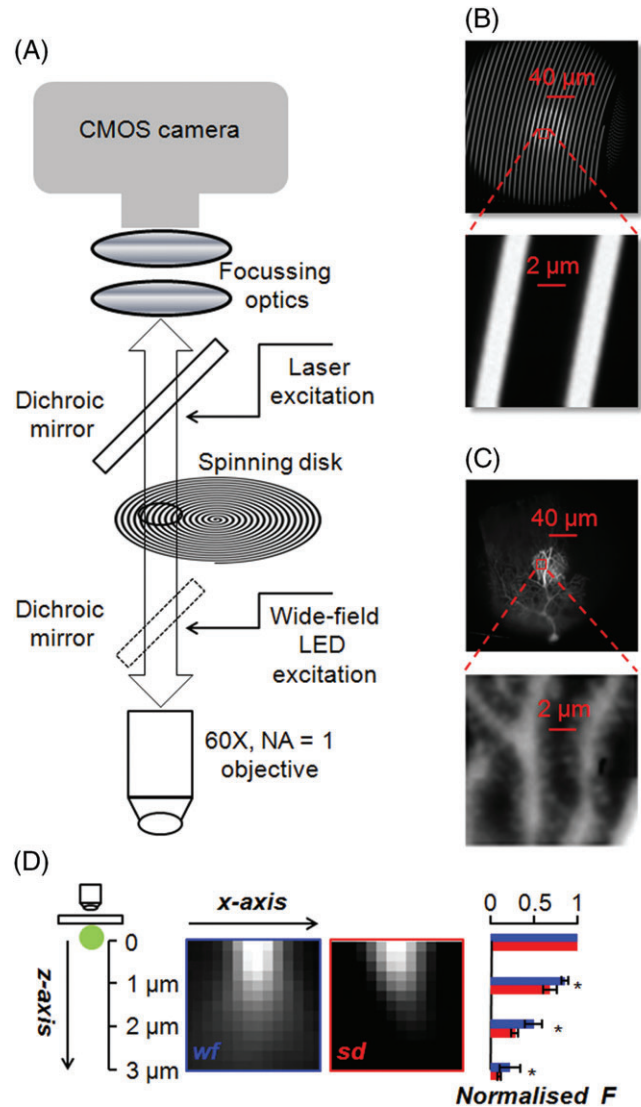 (A)
CMOS camera
Focussing
optics
Laser
excitation
Dichroic
mirror
Spinning disk
Dichroic
mirror
Wide-field
LED
excitation
60X, NA = 1
objective
(B)
40 µm
2 µm
(C)
40 µm
2 µm
(D)
z-axis
0
1 µm
2 µm
3 µm
x-axis
wf
sd
0 0.5 1
*
*
*
Normalised F